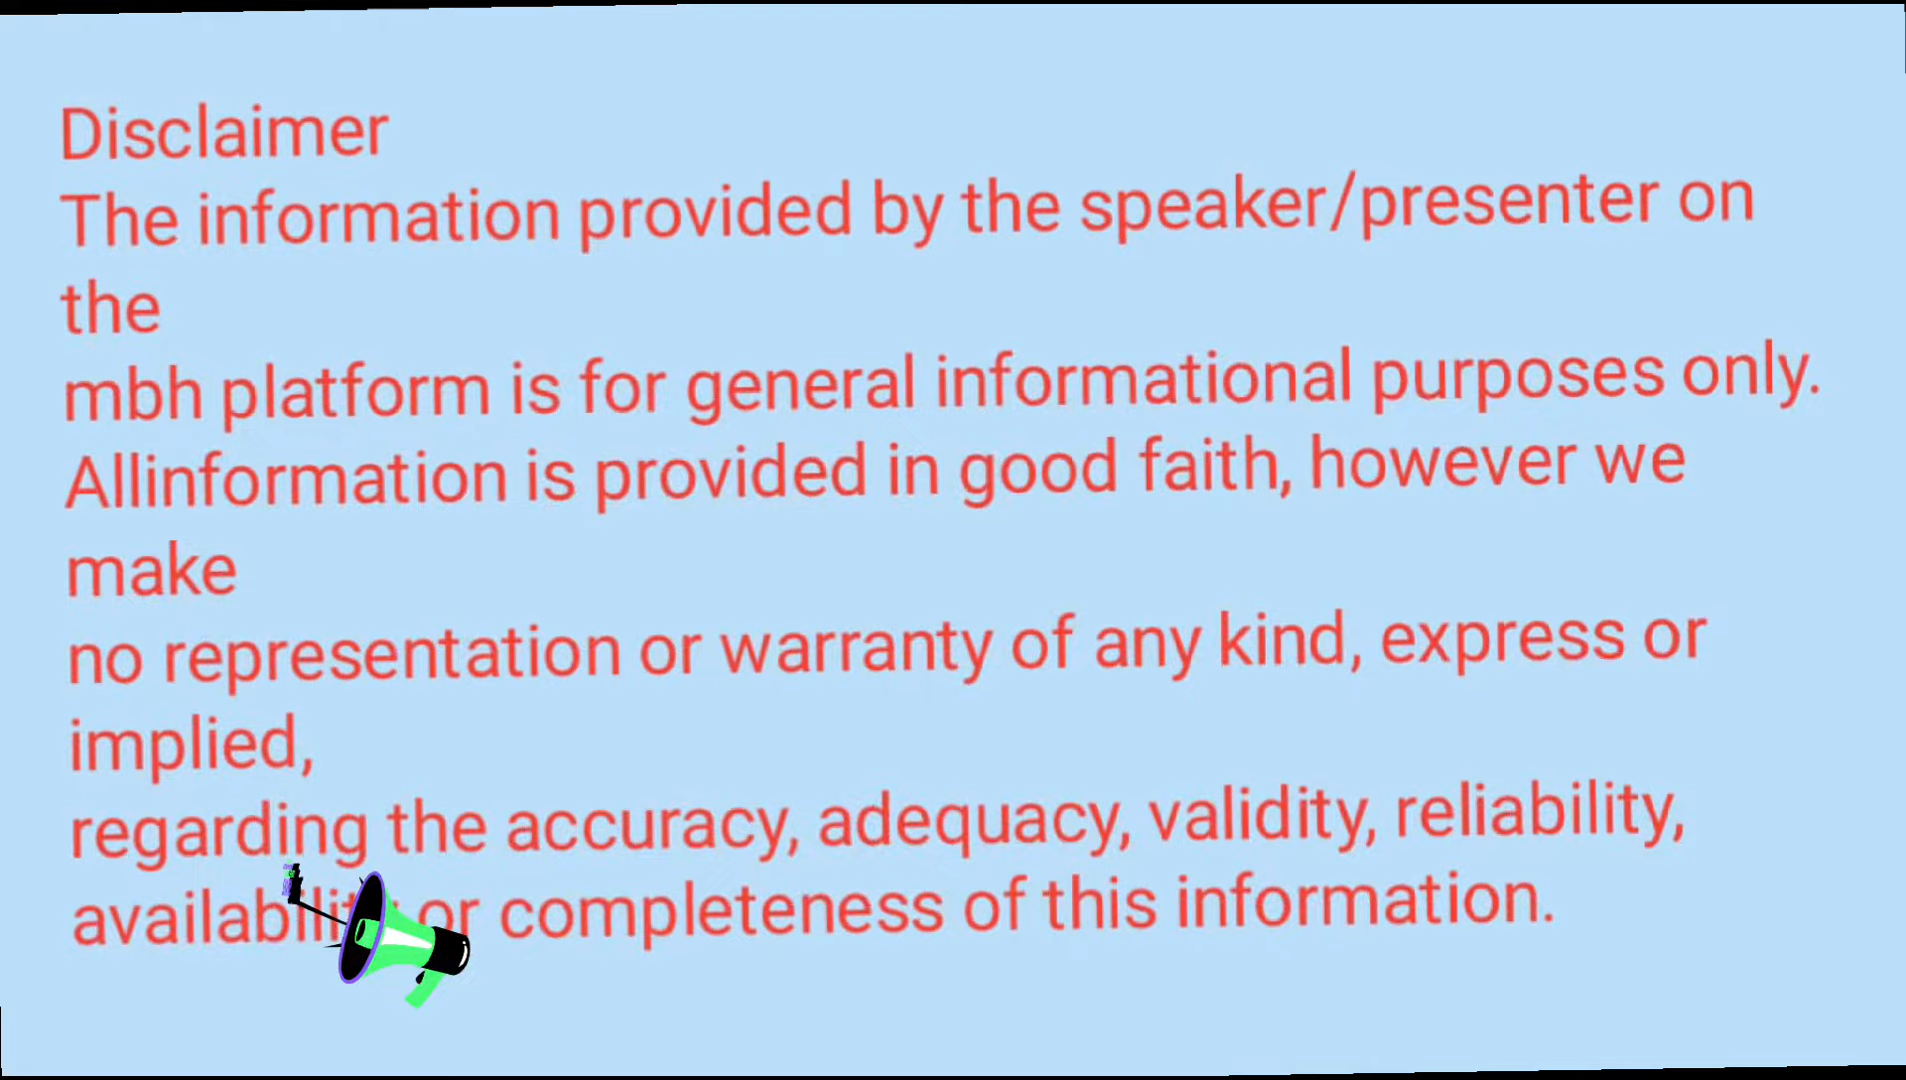 Disclaimer
The information provided by the speaker/presenter on
the
mbh platform is for general informational purposes only.
Allinformation is provided in good faith, however we
make
no representation or warranty of any kind, express or
implied,
regarding the accuracy, adequacy, validity, reliability,
availability or completeness of this information.